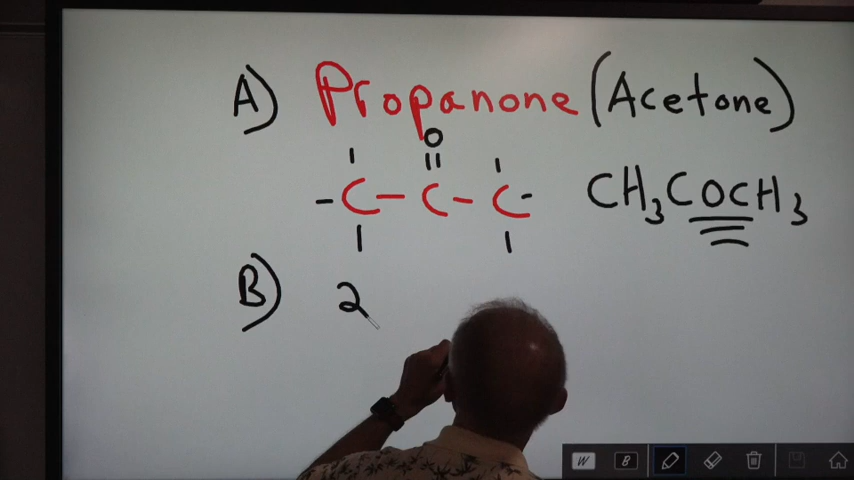 A) Propanone (Acetone)
O
C - C - C CH₃COCH₃
B) 2
W B